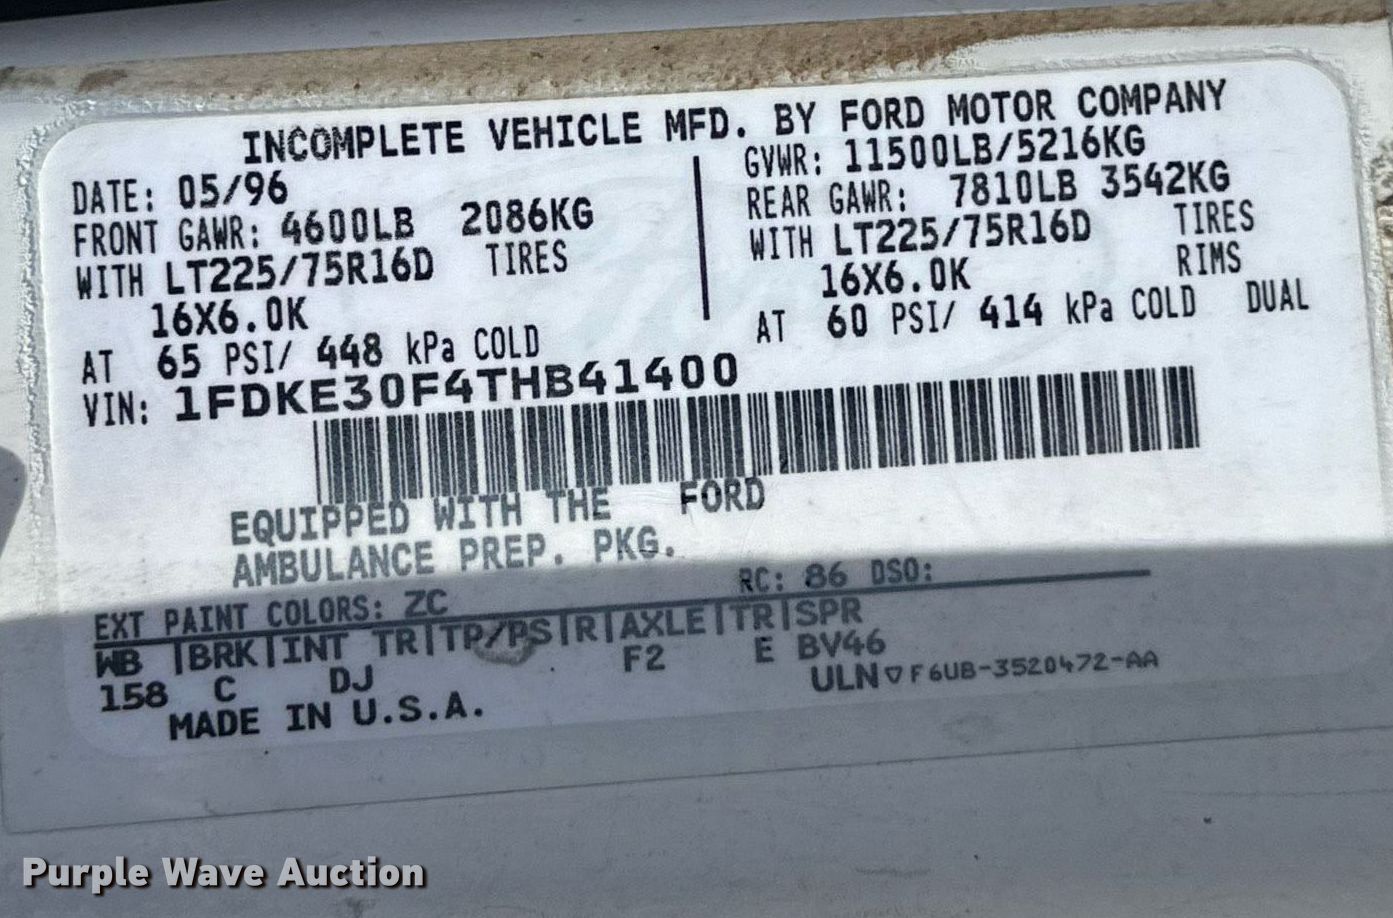 INCOMPLETE VEHICLE MFD. BY FORD MOTOR COMPANY
DATE: 05/96
GVWR: 11500LB/5216KG
FRONT GAWR: 4600LB 2086KG
REAR GAWR: 7810LB 3542KG
WITH LT225/75R16D TIRES
WITH LT225/75R16D TIRES
16X6.0K
16X6.0K RIMS
AT 65 PSI/ 448 kPa COLD
AT 60 PSI/ 414 kPa COLD DUAL
VIN: 1FDKE30F4THB41400
EQUIPPED WITH THE FORD
AMBULANCE PREP. PKG.
EXT PAINT COLORS: ZC RC: 86 DSO:
WB |BRK|INT TR|TP/PS|R|AXLE|TR|SPR
158 C DJ F2 E BV46
MADE IN U.S.A.
ULN▽F6UB-3520472-AA
Purple Wave Auction